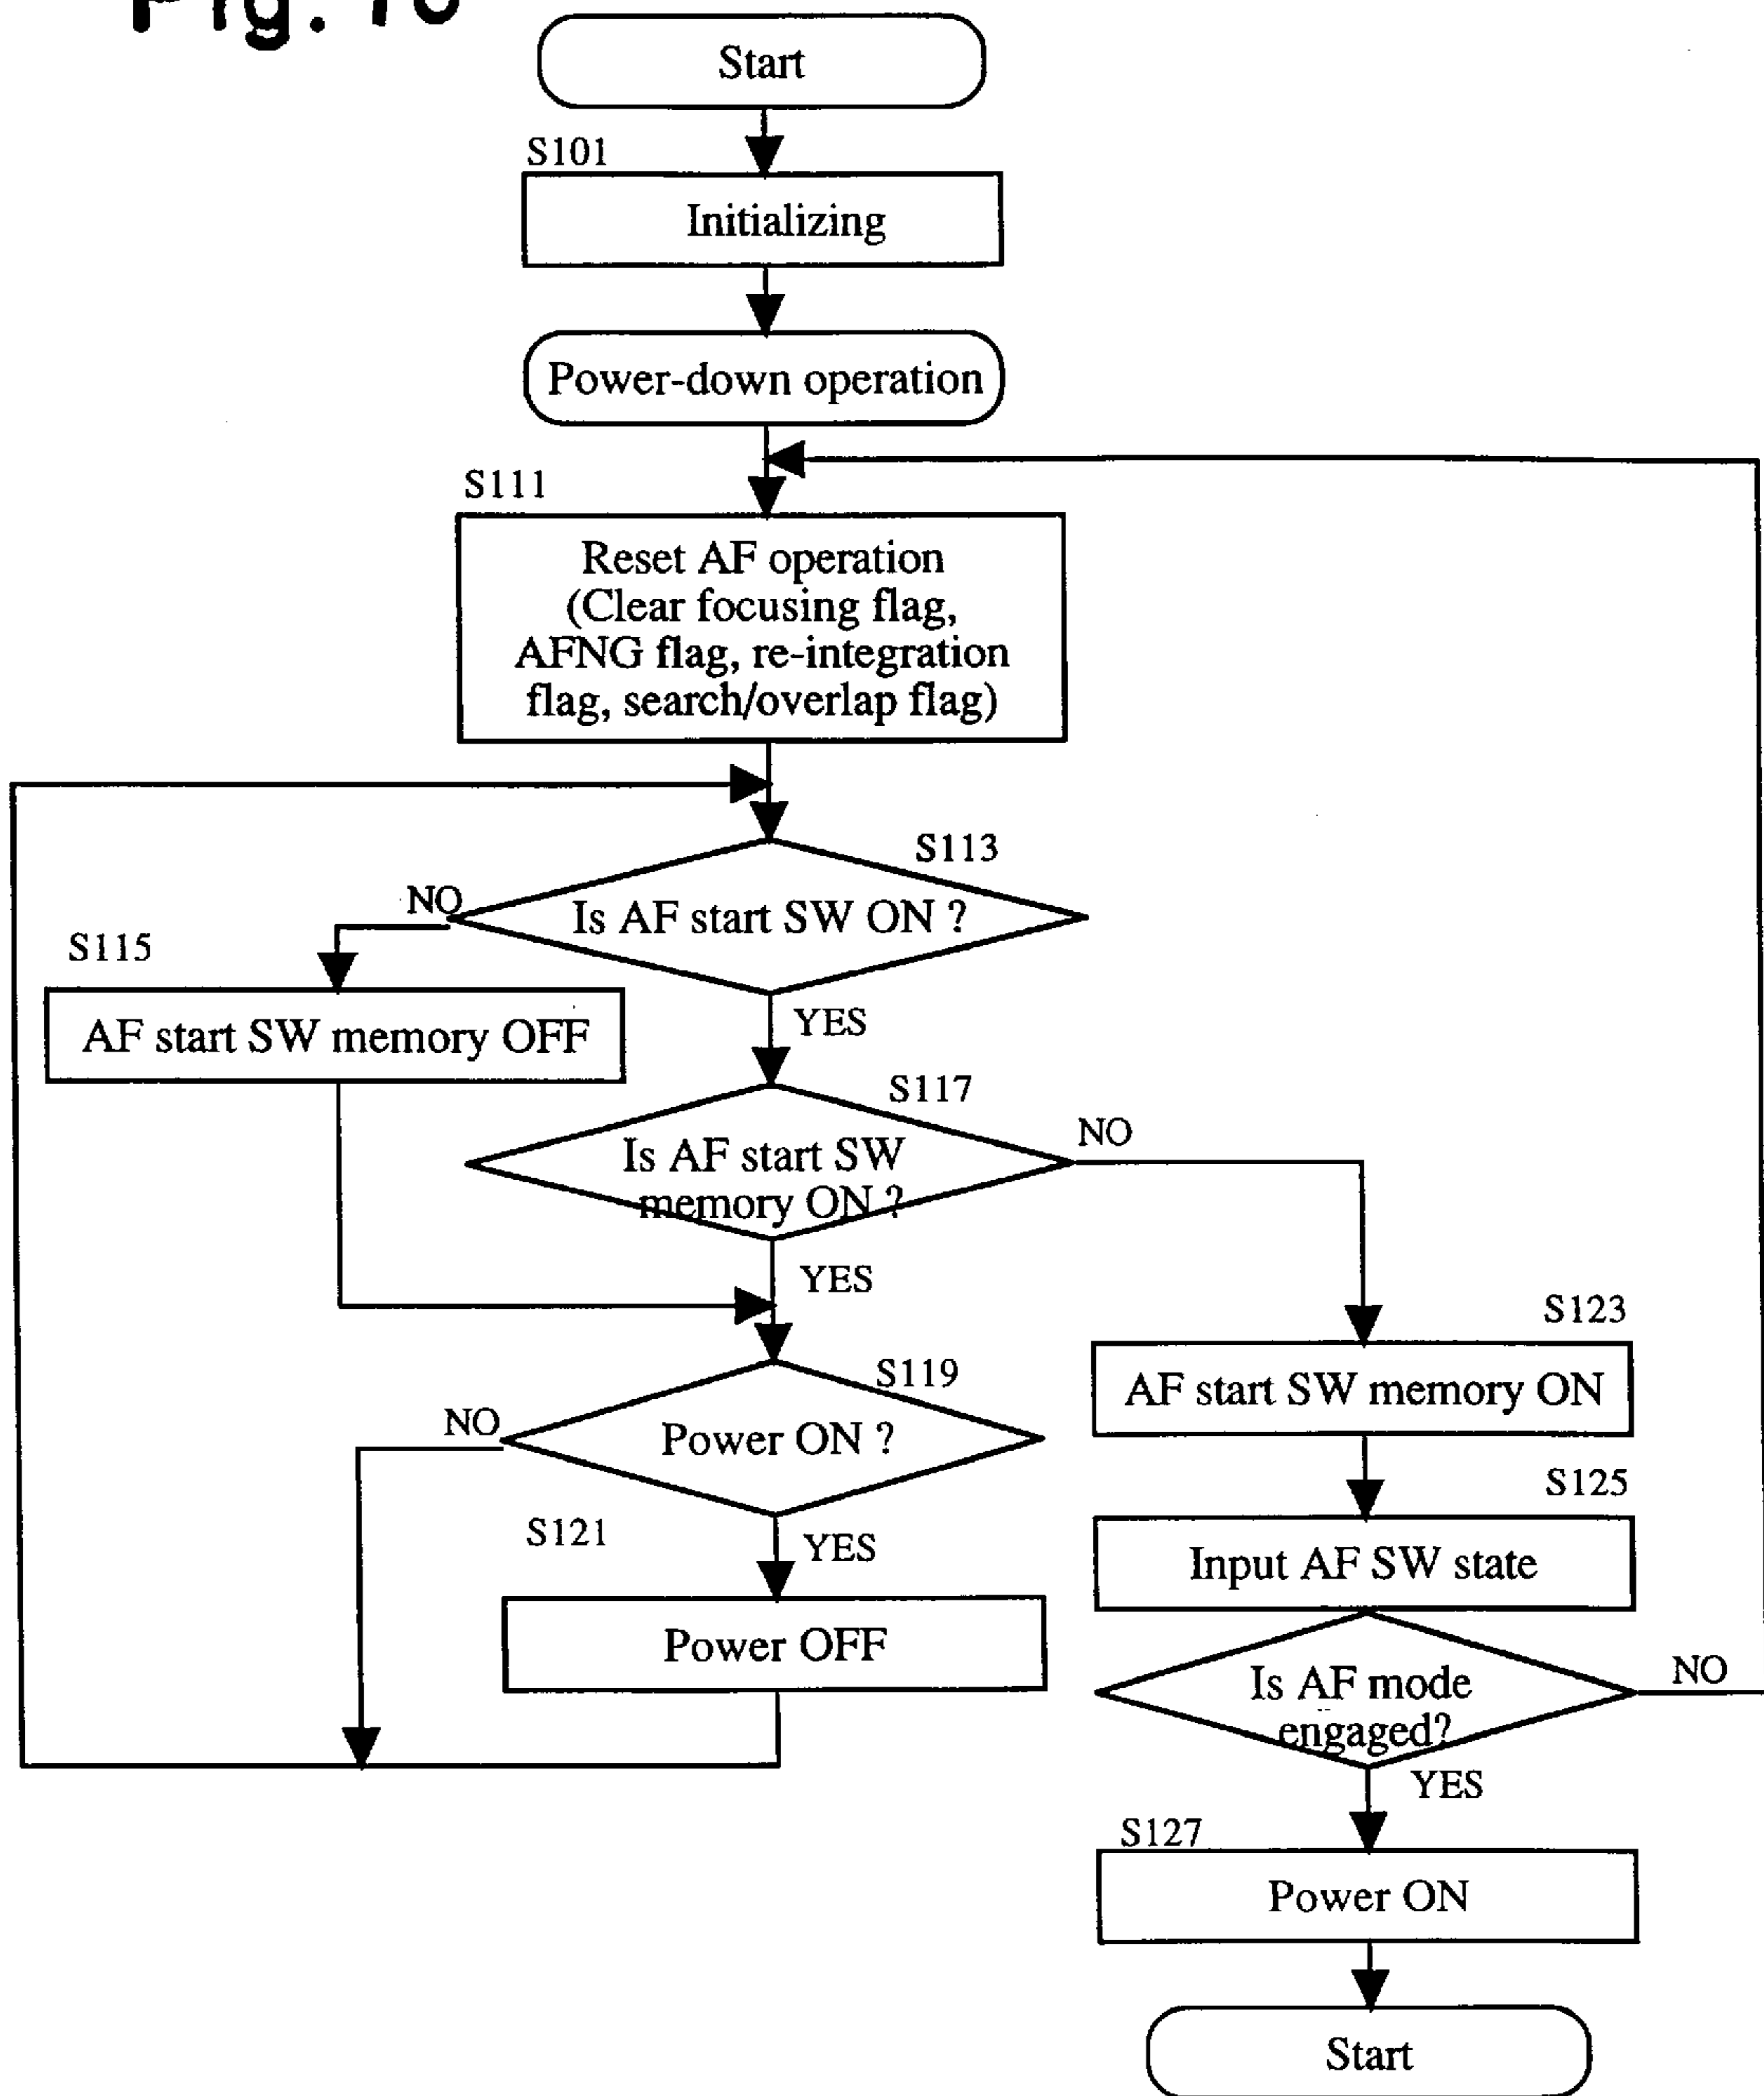 Start
S101
Initializing
Power-down operation
S111
Reset AF operation
(Clear focusing flag,
AFNG flag, re-integration
flag, search/overlap flag)
S113
NO
Is AF start SW ON ?
S115
AF start SW memory OFF
YES
S117
NO
Is AF start SW
memory ON ?
YES
S123
AF start SW memory ON
S119
NO
Power ON ?
S125
S121
YES
Input AF SW state
Power OFF
Is AF mode
engaged?
NO
YES
S127
Power ON
Start